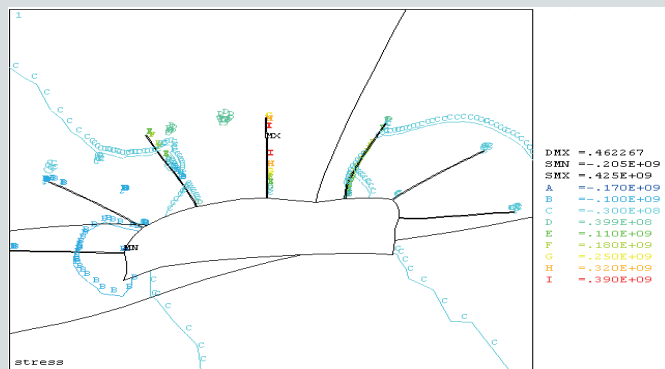 1
MX
MN
stress
DMX =.462267
SMN =-.205E+09
SMX =.425E+09
A =-.170E+09
B =-.100E+09
C =-.300E+08
D =.399E+08
E =.110E+09
F =.180E+09
G =.250E+09
H =.320E+09
I =.390E+09